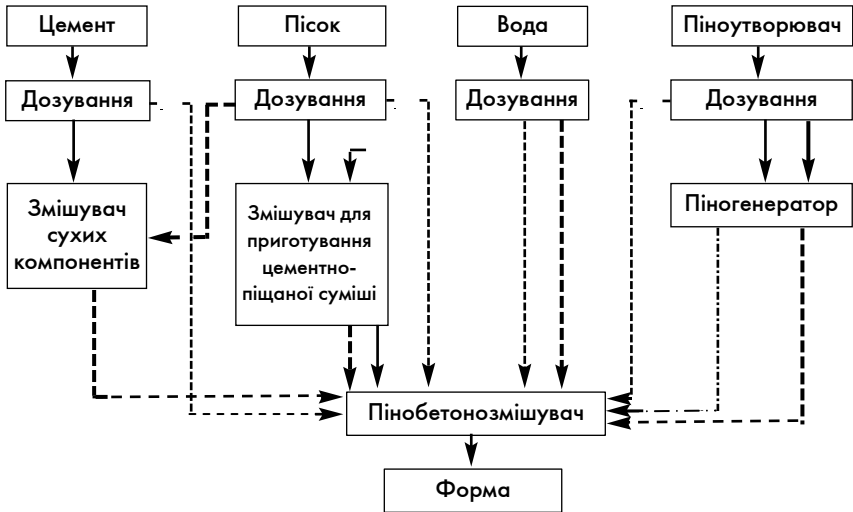 Цемент
Пісок
Вода
Піноутворювач
Дозування
Дозування
Дозування
Дозування
Змішувач
сухих
компонентів
Змішувач для
приготування
цементно-
піщаної суміші
Піногенератор
Пінобетонозмішувач
Форма